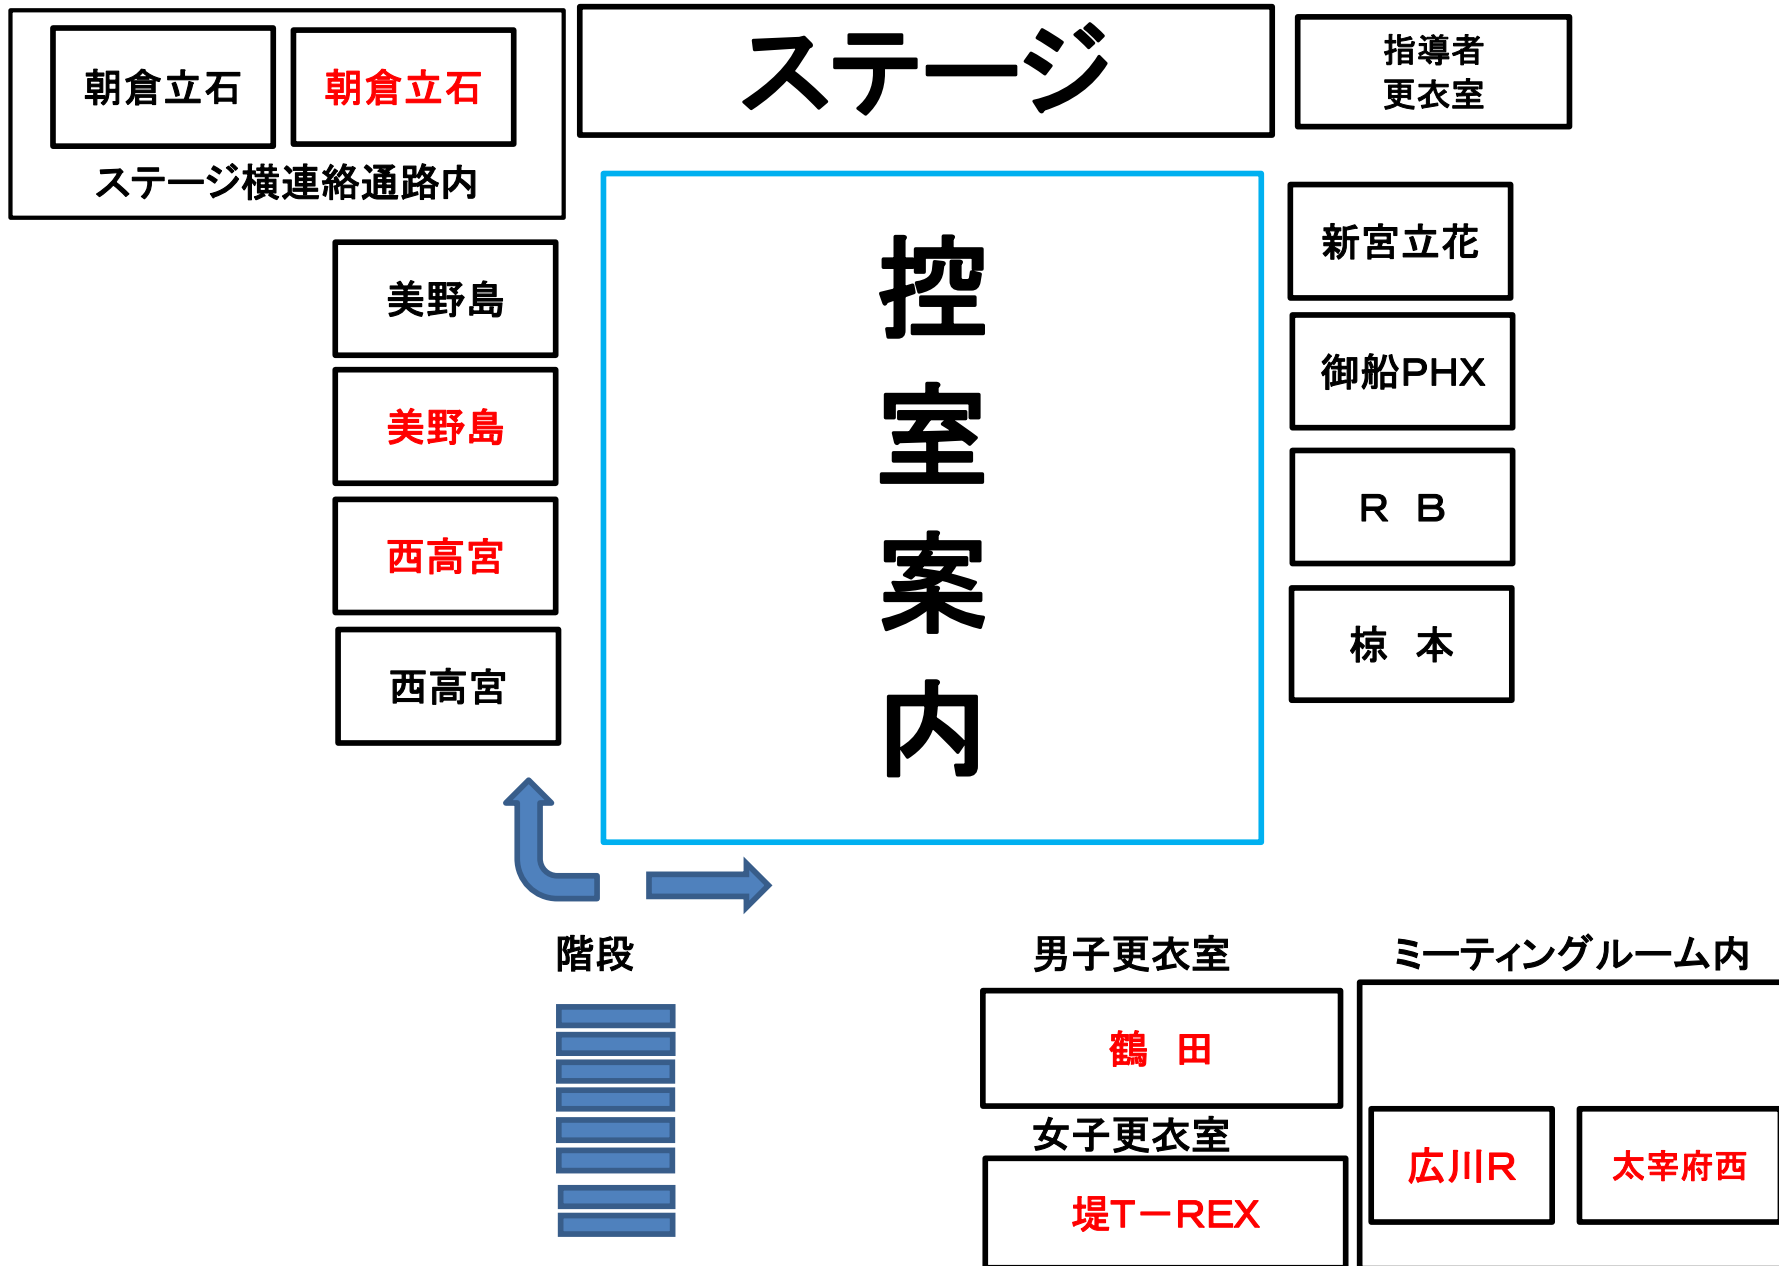 朝倉立石
朝倉立石
ステージ横連絡通路内
ステージ
指導者
更衣室
控室案内
美野島
美野島
西高宮
西高宮
新宮立花
御船PHX
R B
椋 本
階段
男子更衣室
鶴 田
女子更衣室
堤TーREX
ミーティングルーム内
広川R
太宰府西